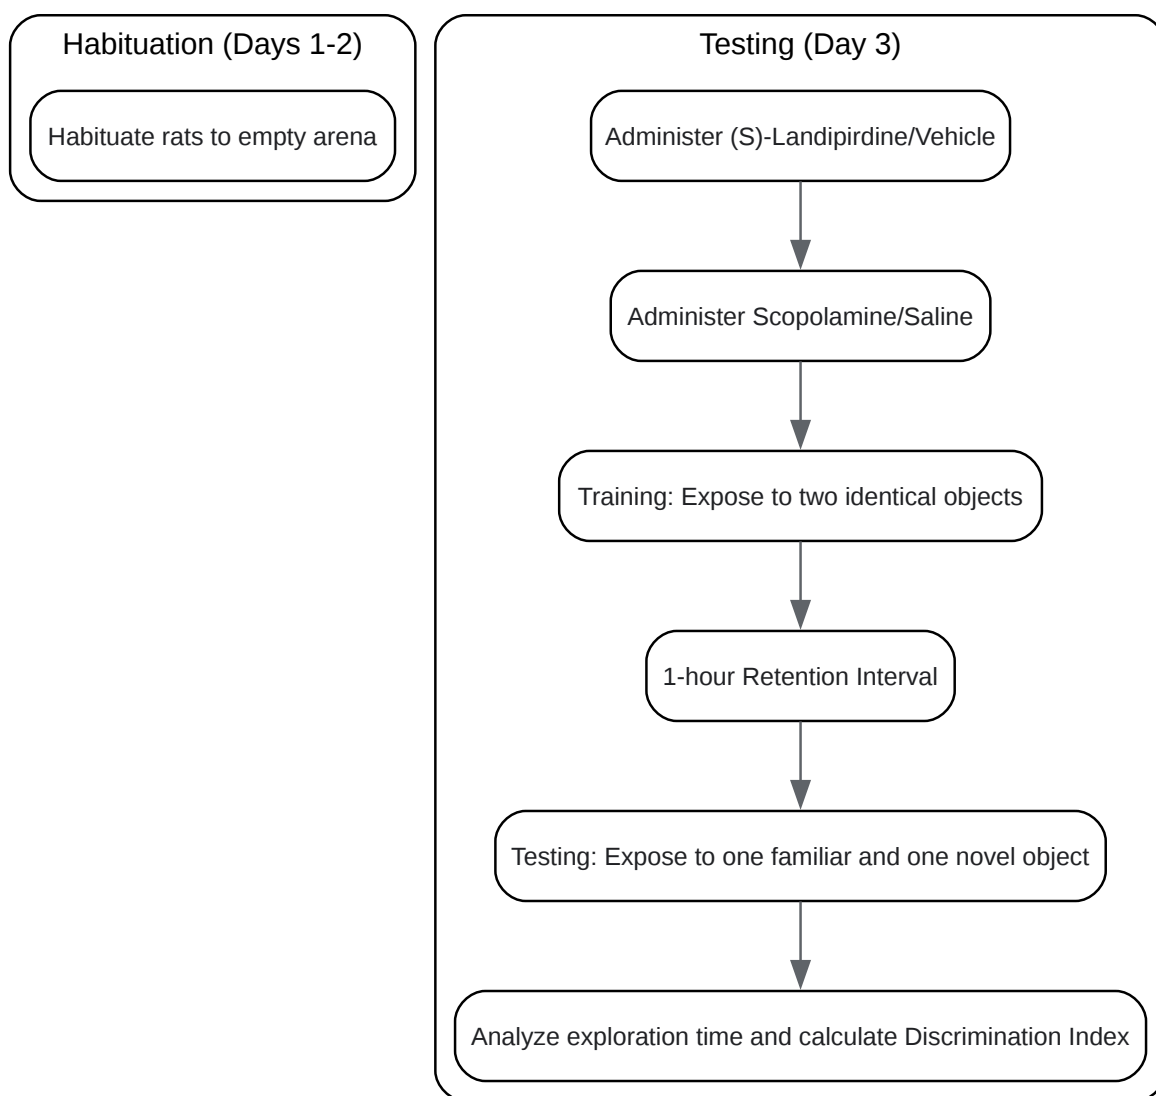 Habituation (Days 1-2)
Habituate rats to empty arena
Testing (Day 3)
Administer (S)-Landipirdine/Vehicle
Administer Scopolamine/Saline
Training: Expose to two identical objects
1-hour Retention Interval
Testing: Expose to one familiar and one novel object
Analyze exploration time and calculate Discrimination Index